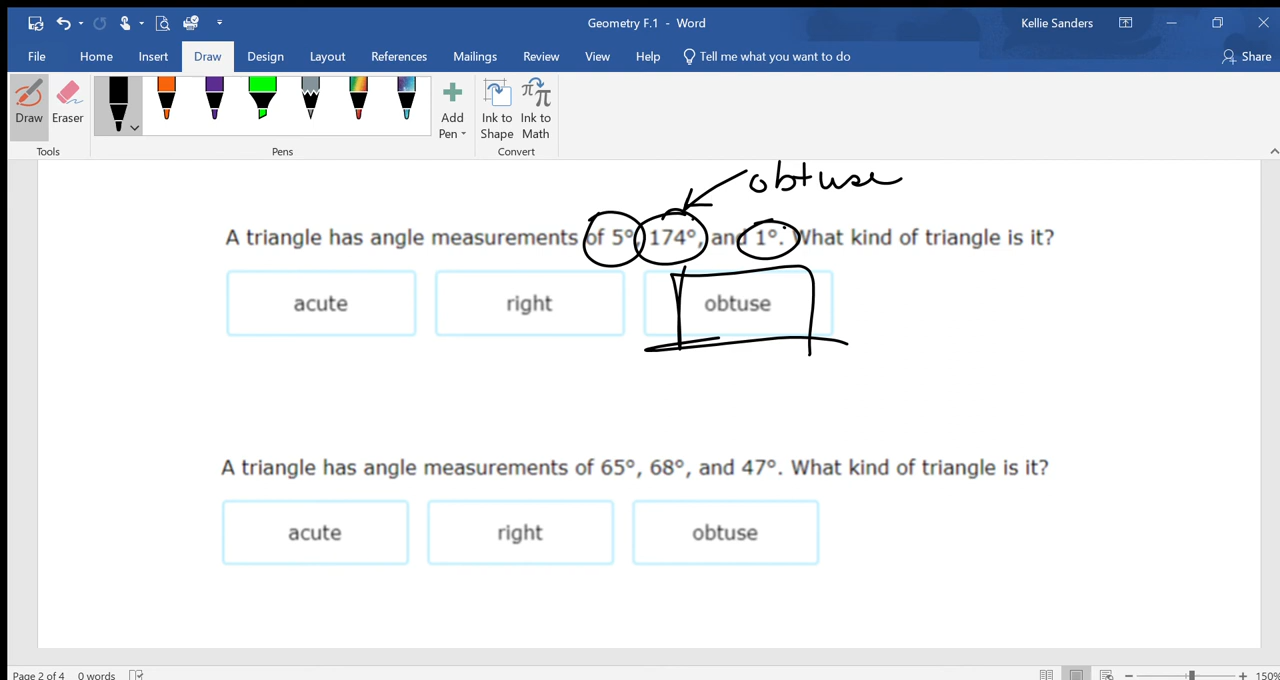 Geometry F.1 - Word
Kellie Sanders
File Home Insert Draw Design Layout References Mailings Review View Help Tell me what you want to do Share
Draw Eraser Add Pen Ink to Shape Ink to Math
Tools Pens Convert
obtuse
A triangle has angle measurements of 5°, 174°, and 1°. What kind of triangle is it?
acute right obtuse
A triangle has angle measurements of 65°, 68°, and 47°. What kind of triangle is it?
acute right obtuse
Page 2 of 4 0 words 150%